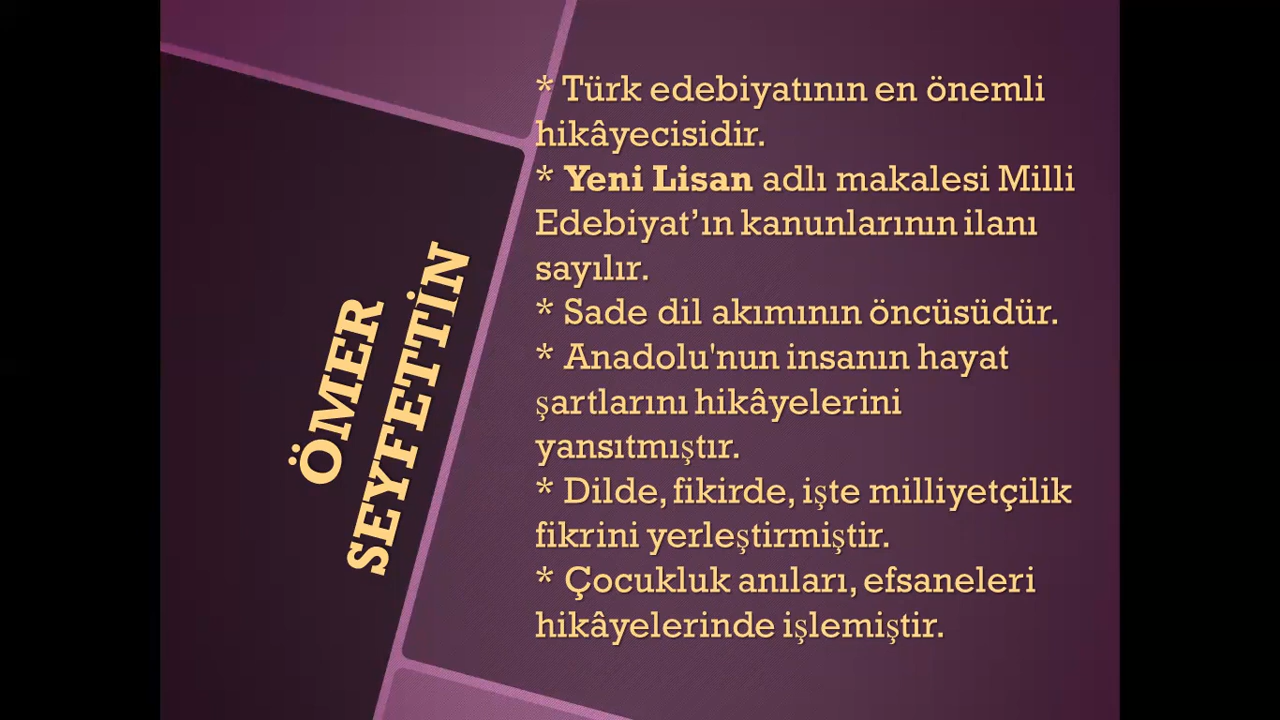 ÖMER
SEYFETTİN
* Türk edebiyatının en önemli
hikâyecisidir.
* Yeni Lisan adlı makalesi Milli
Edebiyat’ın kanunlarının ilanı
sayılır.
* Sade dil akımının öncüsüdür.
* Anadolu'nun insanın hayat
şartlarını hikâyelerini
yansıtmıştır.
* Dilde, fikirde, işte milliyetçilik
fikrini yerleştirmiştir.
* Çocukluk anıları, efsaneleri
hikâyelerinde işlemiştir.